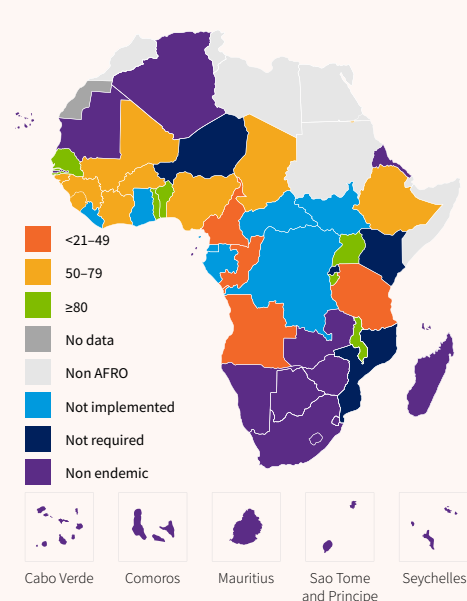 <21–49
50–79
≥80
No data
Non AFRO
Not implemented
Not required
Non endemic
Cabo Verde
Comoros
Mauritius
Sao Tome
and Principe
Seychelles